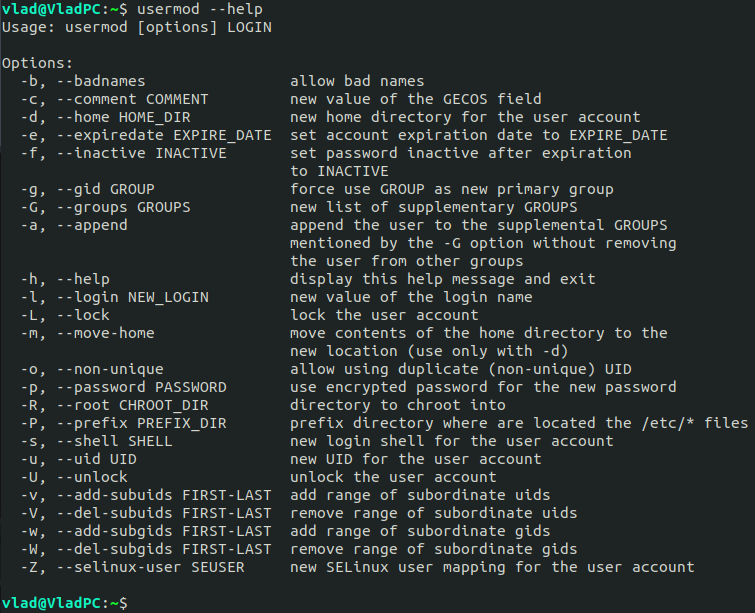 vlad@VladPC:~$ usermod --help
Usage: usermod [options] LOGIN

Options:
  -b, --badnames                allow bad names
  -c, --comment COMMENT         new value of the GECOS field
  -d, --home HOME_DIR           new home directory for the user account
  -e, --expiredate EXPIRE_DATE  set account expiration date to EXPIRE_DATE
  -f, --inactive INACTIVE       set password inactive after expiration
                                to INACTIVE
  -g, --gid GROUP               force use GROUP as new primary group
  -G, --groups GROUPS           new list of supplementary GROUPS
  -a, --append                  append the user to the supplemental GROUPS
                                mentioned by the -G option without removing
                                the user from other groups
  -h, --help                    display this help message and exit
  -l, --login NEW_LOGIN         new value of the login name
  -L, --lock                    lock the user account
  -m, --move-home               move contents of the home directory to the
                                new location (use only with -d)
  -o, --non-unique              allow using duplicate (non-unique) UID
  -p, --password PASSWORD       use encrypted password for the new password
  -R, --root CHROOT_DIR         directory to chroot into
  -P, --prefix PREFIX_DIR       prefix directory where are located the /etc/* files
  -s, --shell SHELL             new login shell for the user account
  -u, --uid UID                 new UID for the user account
  -U, --unlock                  unlock the user account
  -v, --add-subuids FIRST-LAST  add range of subordinate uids
  -V, --del-subuids FIRST-LAST  remove range of subordinate uids
  -w, --add-subgids FIRST-LAST  add range of subordinate gids
  -W, --del-subgids FIRST-LAST  remove range of subordinate gids
  -Z, --selinux-user SEUSER     new SELinux user mapping for the user account

vlad@VladPC:~$